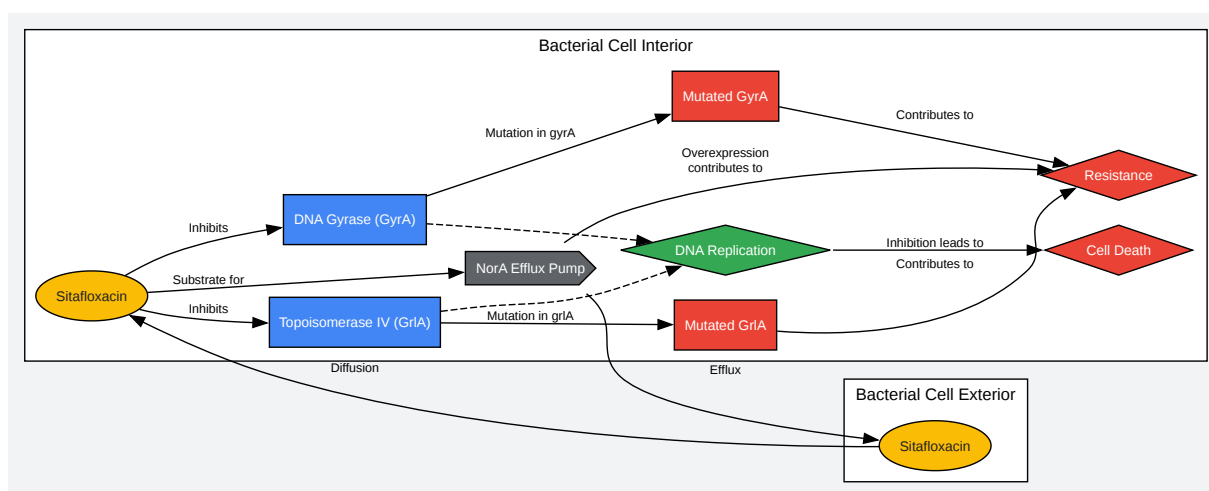 Bacterial Cell Interior
Mutated GyrA
Contributes to
Mutation in gyrA
Overexpression
contributes to
Resistance
DNA Gyrase (GyrA)
Inhibits
DNA Replication
Inhibition leads to
Cell Death
Contributes to
NorA Efflux Pump
Substrate for
Sitafloxacin
Inhibits
Topoisomerase IV (GrlA)
Mutation in grlA
Mutated GrlA
Diffusion
Efflux
Bacterial Cell Exterior
Sitafloxacin